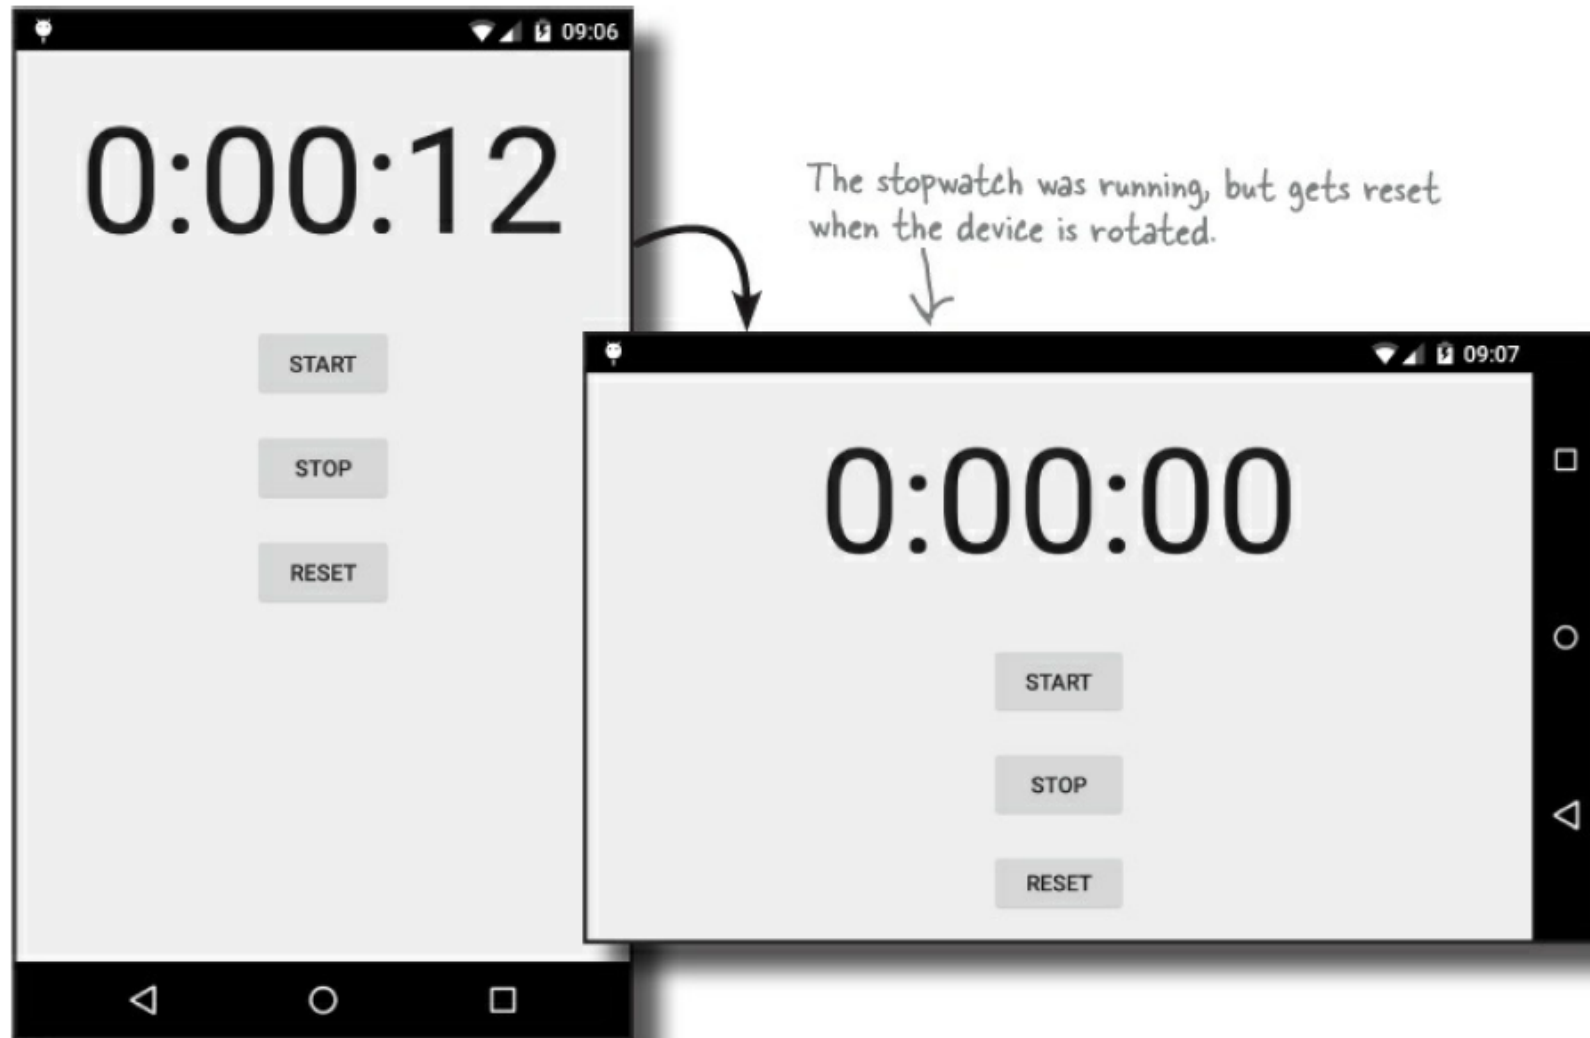 09:06
0:00:12
START
STOP
RESET
The stopwatch was running, but gets reset
when the device is rotated.
09:07
0:00:00
START
STOP
RESET